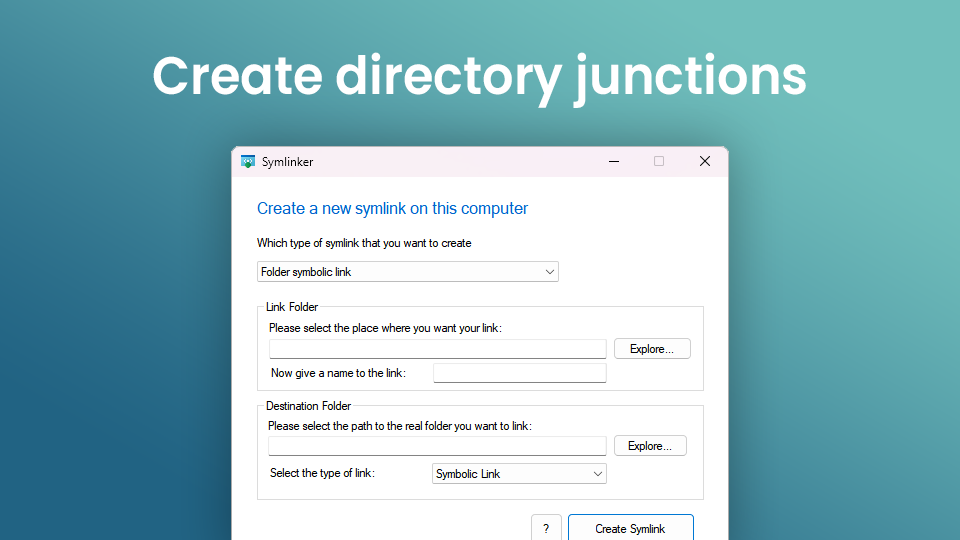 Create directory junctions
Symlinker
Create a new symlink on this computer
Which type of symlink that you want to create
Folder symbolic link
Link Folder
Please select the place where you want your link:
Explore...
Now give a name to the link:
Destination Folder
Please select the path to the real folder you want to link:
Explore...
Select the type of link:
Symbolic Link
?
Create Symlink